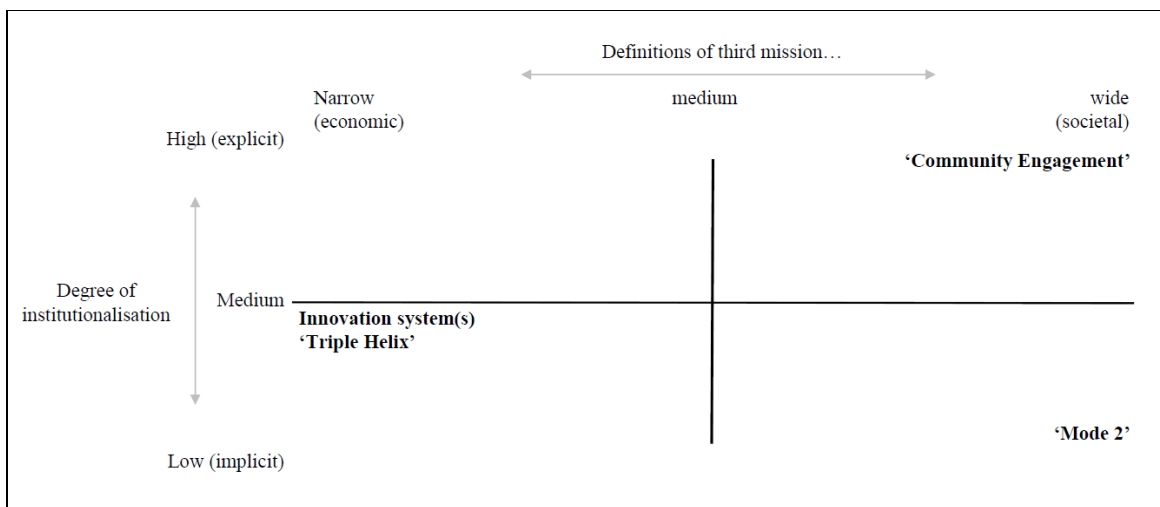 Definitions of third mission…
Narrow
(economic)
medium
wide
(societal)
High (explicit)
‘Community Engagement’
Degree of
institutionalisation
Medium
Innovation system(s)
‘Triple Helix’
‘Mode 2’
Low (implicit)